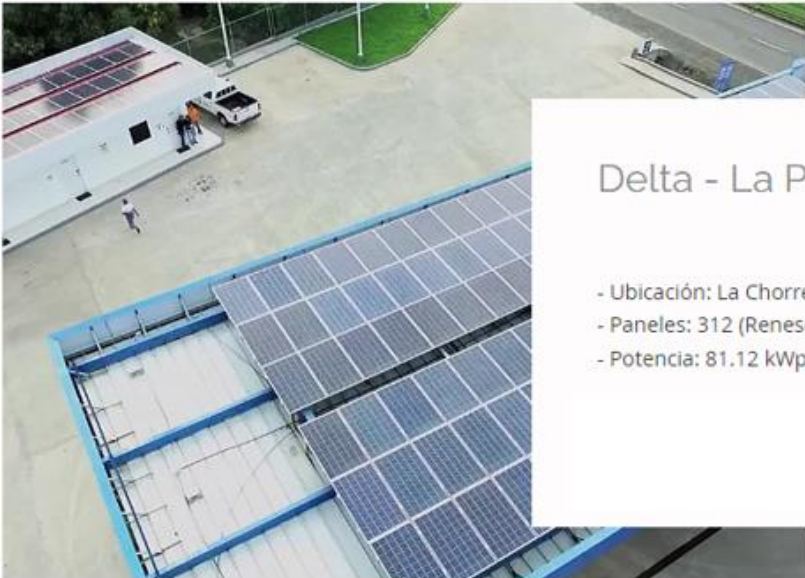 Delta - La P
- Ubicación: La Chorre
- Paneles: 312 (Renes
- Potencia: 81.12 kWp